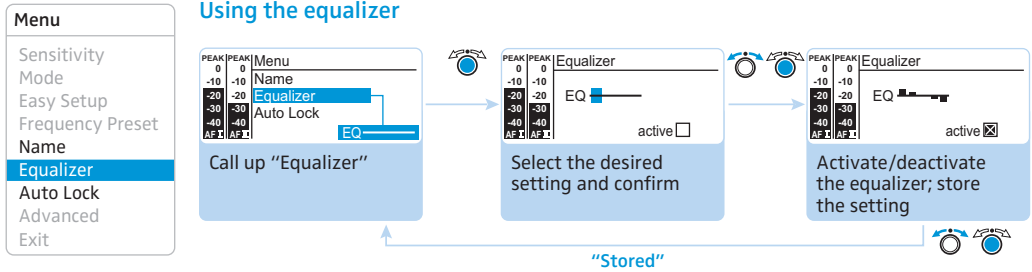 Menu
Sensitivity
Mode
Easy Setup
Frequency Preset
Name
Equalizer
Auto Lock
Advanced
Exit
Using the equalizer
PEAK PEAK Menu
0 0
-10 -10 Name
-20 -20 Equalizer
-30 -30 Auto Lock
-40 -40
AF I AF II EQ
Call up "Equalizer"
PEAK PEAK Equalizer
0 0
-10 -10
-20 -20 EQ
-30 -30
-40 -40
AF I AF II active
Select the desired
setting and confirm
PEAK PEAK Equalizer
0 0
-10 -10
-20 -20 EQ
-30 -30
-40 -40
AF I AF II active
Activate/deactivate
the equalizer; store
the setting
"Stored"